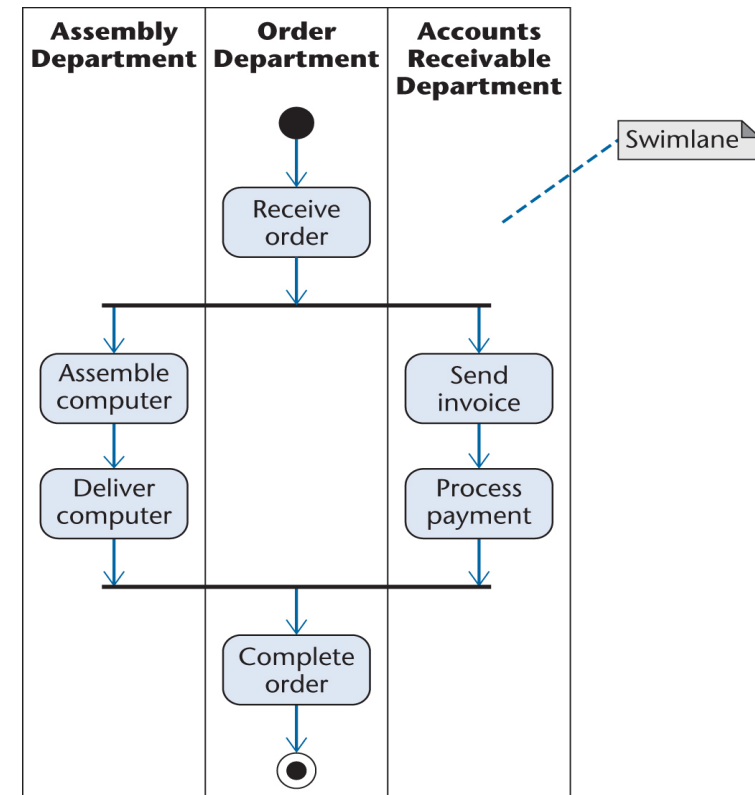 Assembly
Department
Order
Department
Accounts
Receivable
Department
Swimlane
Receive
order
Assemble
computer
Send
invoice
Deliver
computer
Process
payment
Complete
order